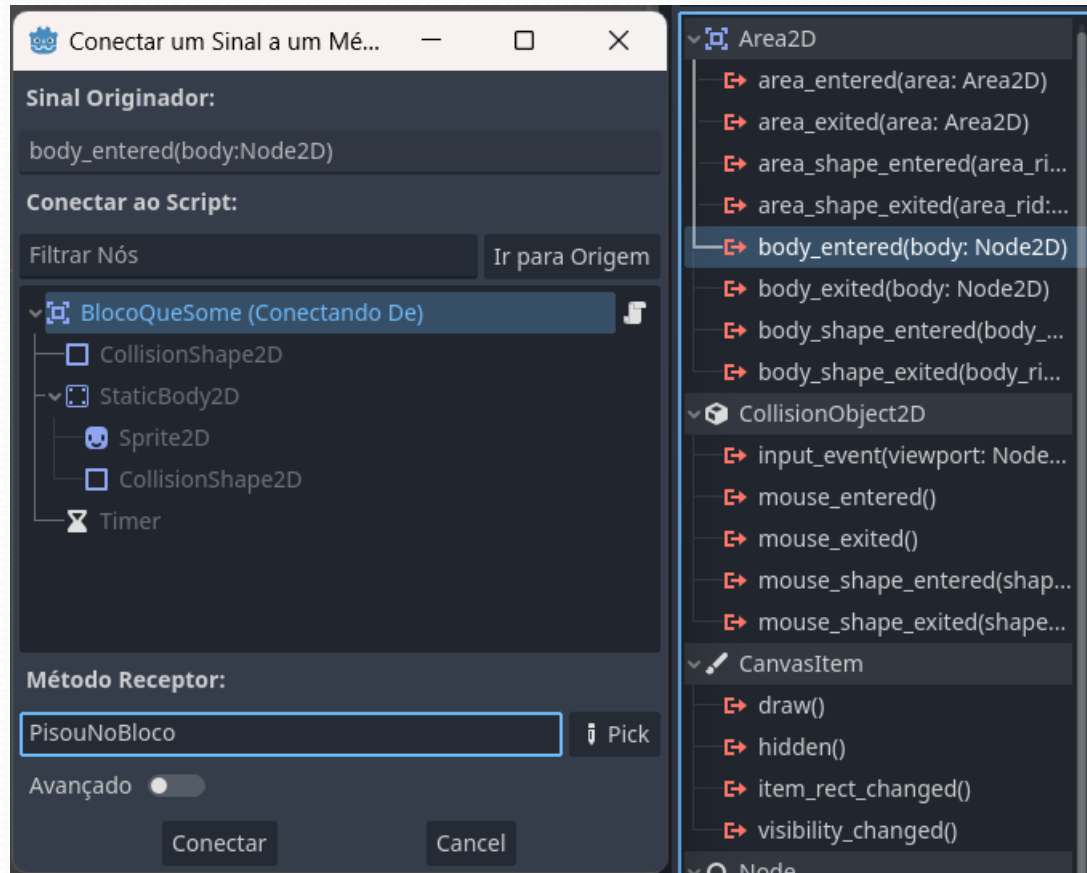 Conectar um Sinal a um Mé...
Sinal Originador:
body_entered(body:Node2D)
Conectar ao Script:
Filtrar Nós
Ir para Origem
BlocoQueSome (Conectando De)
CollisionShape2D
StaticBody2D
Sprite2D
CollisionShape2D
Timer
Método Receptor:
PisouNoBloco
Pick
Avançado
Conectar
Cancel
Area2D
area_entered(area: Area2D)
area_exited(area: Area2D)
area_shape_entered(area_ri...
area_shape_exited(area_rid:...
body_entered(body: Node2D)
body_exited(body: Node2D)
body_shape_entered(body_...
body_shape_exited(body_ri...
CollisionObject2D
input_event(viewport: Node...
mouse_entered()
mouse_exited()
mouse_shape_entered(shap...
mouse_shape_exited(shape...
CanvasItem
draw()
hidden()
item_rect_changed()
visibility_changed()
Node